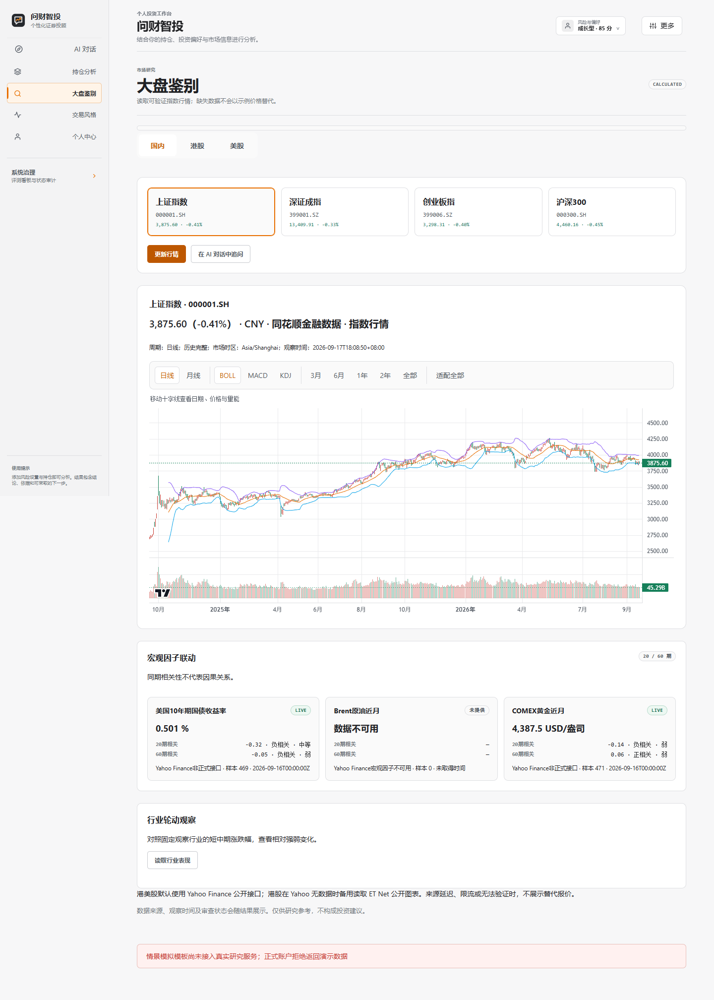 问财智投
个性化证券投顾
AI 对话
持仓分析
大盘鉴别
交易风格
个人中心
系统治理
评测看板与状态审计
使用提示
添加风险设置与持仓即可分析。结果包含结
论、依据和可采取的下一步。
个人投资工作台
问财智投
结合你的持仓、投资偏好与市场信息进行分析。
风险与偏好
成长型 · 85 分 ∨
更多
市场研究
大盘鉴别
读取可验证指数行情；缺失数据不会以示例价格替代。
CALCULATED
国内 港股 美股
上证指数
000001.SH
3,875.60 · -0.41%
深证成指
399001.SZ
13,409.91 · -0.33%
创业板指
399006.SZ
3,298.31 · -0.40%
沪深300
000300.SH
4,460.16 · -0.45%
更新行情 在 AI 对话中追问
上证指数 · 000001.SH
3,875.60（-0.41%） · CNY · 同花顺金融数据 · 指数行情
周期：日线；历史完整；市场时区：Asia/Shanghai；观察时间：2026-09-17T18:08:50+08:00
日线 月线 BOLL MACD KDJ 3月 6月 1年 2年 全部 适配全部
移动十字线查看日期、价格与量能
4500.00
4250.00
4000.00
3875.60
3750.00
3500.00
3250.00
3000.00
2750.00
2500.00
45.29B
10月 2025年 4月 6月 8月 10月 2026年 4月 7月 9月
宏观因子联动
20 / 60 期
同期相关性不代表因果关系。
美国10年期国债收益率
LIVE
0.501 %
20期相关 -0.32 · 负相关 · 中等
60期相关 -0.05 · 负相关 · 弱
Yahoo Finance非正式接口 · 样本 469 · 2026-09-16T00:00:00Z
Brent原油近月
未提供
数据不可用
20期相关 —
60期相关 —
Yahoo Finance宏观因子不可用 · 样本 0 · 未取得时间
COMEX黄金近月
LIVE
4,387.5 USD/盎司
20期相关 -0.14 · 负相关 · 弱
60期相关 0.06 · 正相关 · 弱
Yahoo Finance非正式接口 · 样本 471 · 2026-09-16T00:00:00Z
行业轮动观察
对照固定观察行业的短中期涨跌幅，查看相对强弱变化。
读取行业表现
港美股默认使用 Yahoo Finance 公开接口；港股在 Yahoo 无数据时备用读取 ET Net 公开图表。来源延迟、限流或无法验证时，不展示替代报价。
数据来源、观察时间及审查状态会随结果展示。仅供研究参考，不构成投资建议。
情景模拟模板尚未接入真实研究服务；正式账户拒绝返回演示数据